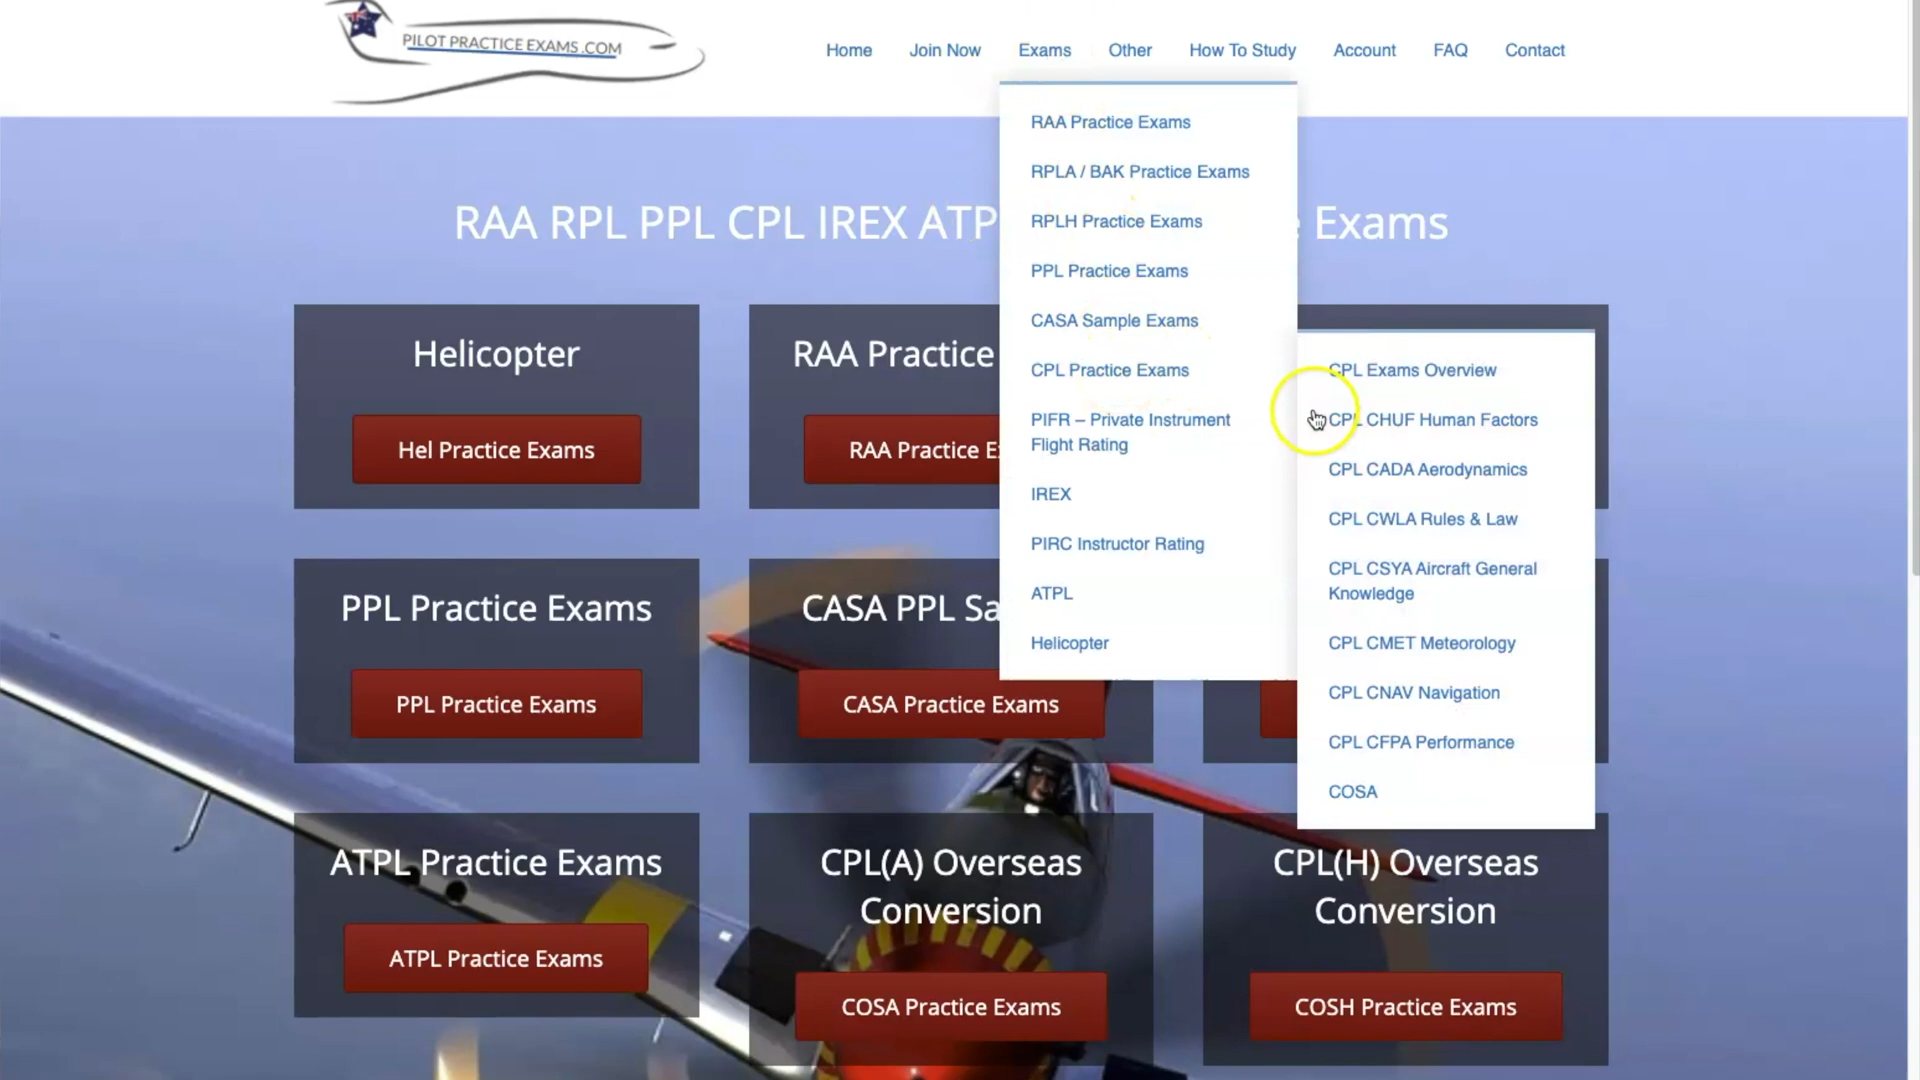 PILOT PRACTICE EXAMS.COM
Home Join Now Exams Other How To Study Account FAQ Contact
RAA Practice Exams
RPLA / BAK Practice Exams
RPLH Practice Exams
PPL Practice Exams
CASA Sample Exams
CPL Practice Exams
PIFR – Private Instrument
Flight Rating
IREX
PIRC Instructor Rating
ATPL
Helicopter
CPL Exams Overview
CPL CHUF Human Factors
CPL CADA Aerodynamics
CPL CWLA Rules & Law
CPL CSYA Aircraft General
Knowledge
CPL CMET Meteorology
CPL CNAV Navigation
CPL CFPA Performance
COSA
RAA RPL PPL CPL IREX ATP Exams
Helicopter
Hel Practice Exams
RAA Practice
RAA Practice E
PPL Practice Exams
PPL Practice Exams
CASA PPL Sa
CASA Practice Exams
ATPL Practice Exams
ATPL Practice Exams
CPL(A) Overseas
Conversion
COSA Practice Exams
CPL(H) Overseas
Conversion
COSH Practice Exams